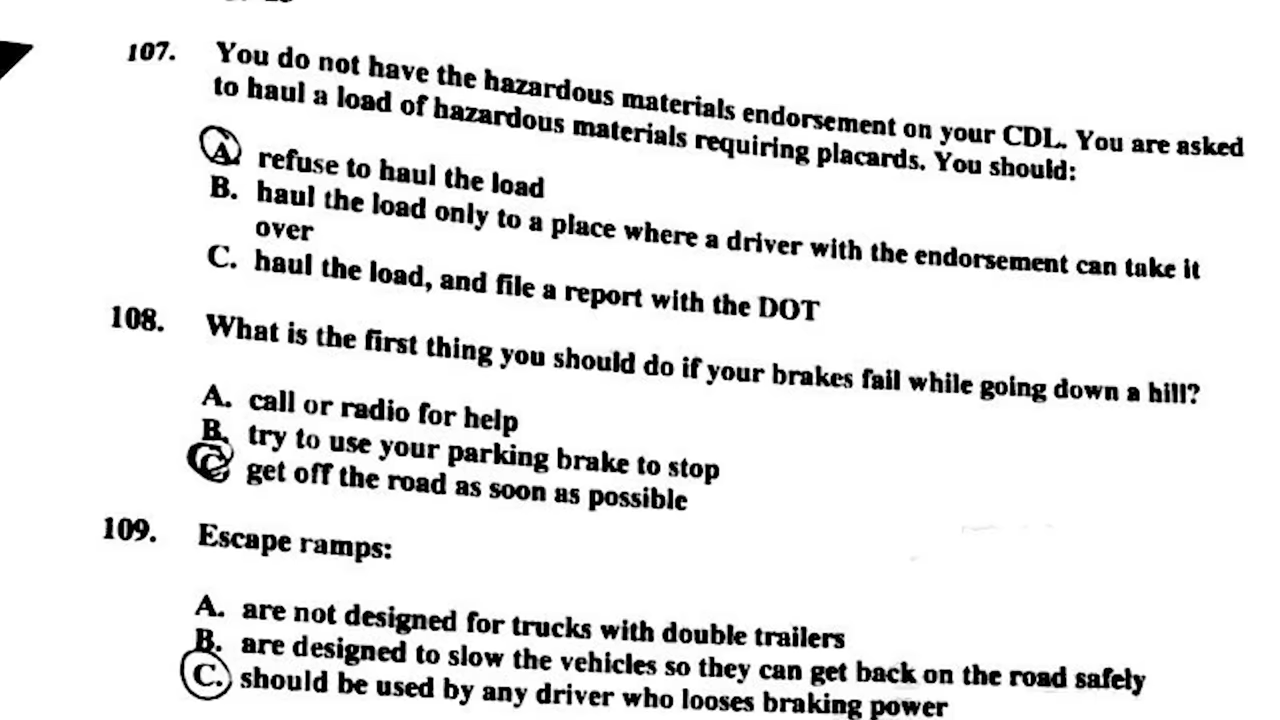 107. You do not have the hazardous materials endorsement on your CDL. You are asked
to haul a load of hazardous materials requiring placards. You should:
A. refuse to haul the load
B. haul the load only to a place where a driver with the endorsement can take it
over
C. haul the load, and file a report with the DOT
108. What is the first thing you should do if your brakes fail while going down a hill?
A. call or radio for help
B. try to use your parking brake to stop
C. get off the road as soon as possible
109. Escape ramps:
A. are not designed for trucks with double trailers
B. are designed to slow the vehicles so they can get back on the road safely
C. should be used by any driver who looses braking power